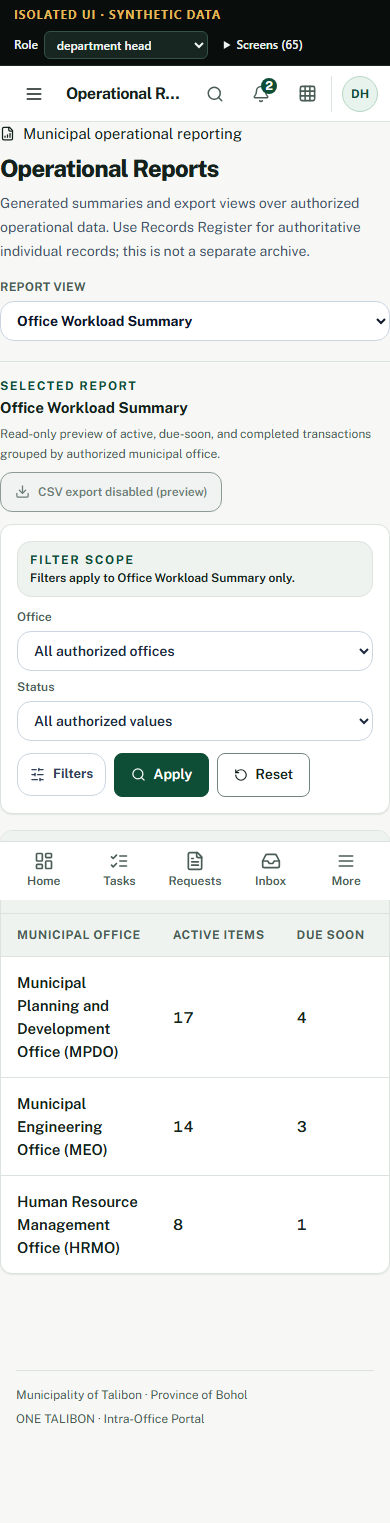 ISOLATED UI · SYNTHETIC DATA
Role department head ▶ Screens (65)
Operational R... 2 DH
Municipal operational reporting
Operational Reports
Generated summaries and export views over authorized
operational data. Use Records Register for authoritative
individual records; this is not a separate archive.
REPORT VIEW
Office Workload Summary
SELECTED REPORT
Office Workload Summary
Read-only preview of active, due-soon, and completed transactions
grouped by authorized municipal office.
CSV export disabled (preview)
FILTER SCOPE
Filters apply to Office Workload Summary only.
Office
All authorized offices
Status
All authorized values
Filters Apply Reset
Home Tasks Requests Inbox More
MUNICIPAL OFFICE ACTIVE ITEMS DUE SOON
Municipal
Planning and
Development
Office (MPDO)
17 4
Municipal
Engineering
Office (MEO)
14 3
Human Resource
Management
Office (HRMO)
8 1
Municipality of Talibon · Province of Bohol
ONE TALIBON · Intra-Office Portal